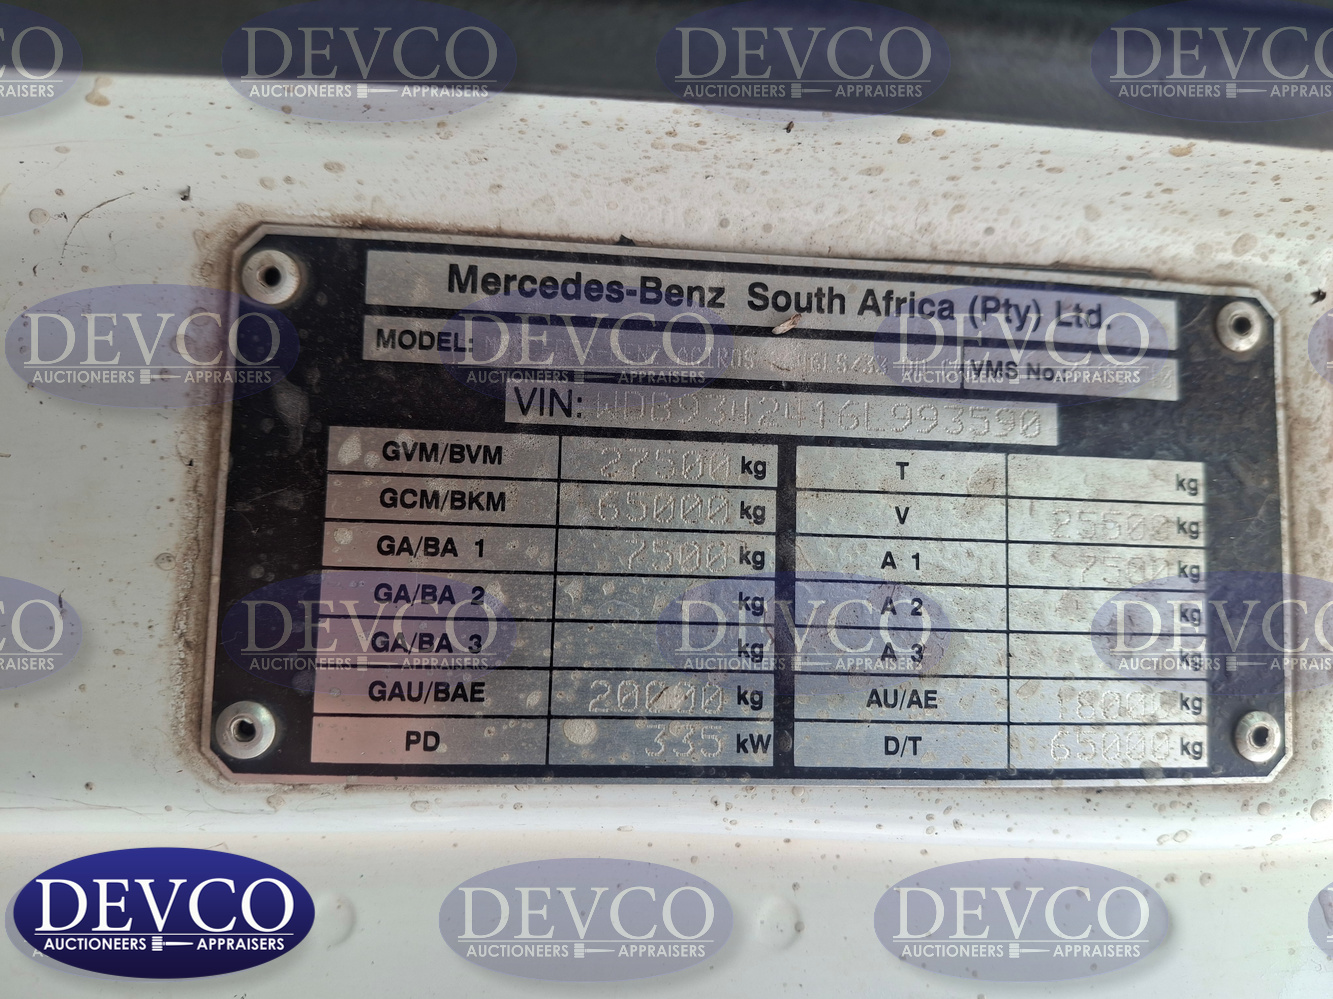 Mercedes-Benz South Africa (Pty) Ltd.
MODEL: ACTROS VMS No
VIN: WDB9342416L993590
GVM/BVM 27500 kg T kg
GCM/BKM 65000 kg V 25500 kg
GA/BA 1 7500 kg A 1 7500 kg
GA/BA 2 kg A 2 kg
GA/BA 3 kg A 3 kg
GAU/BAE 20000 kg AU/AE 18000 kg
PD 335 kW D/T 65000 kg
DEVCO
AUCTIONEERS APPRAISERS